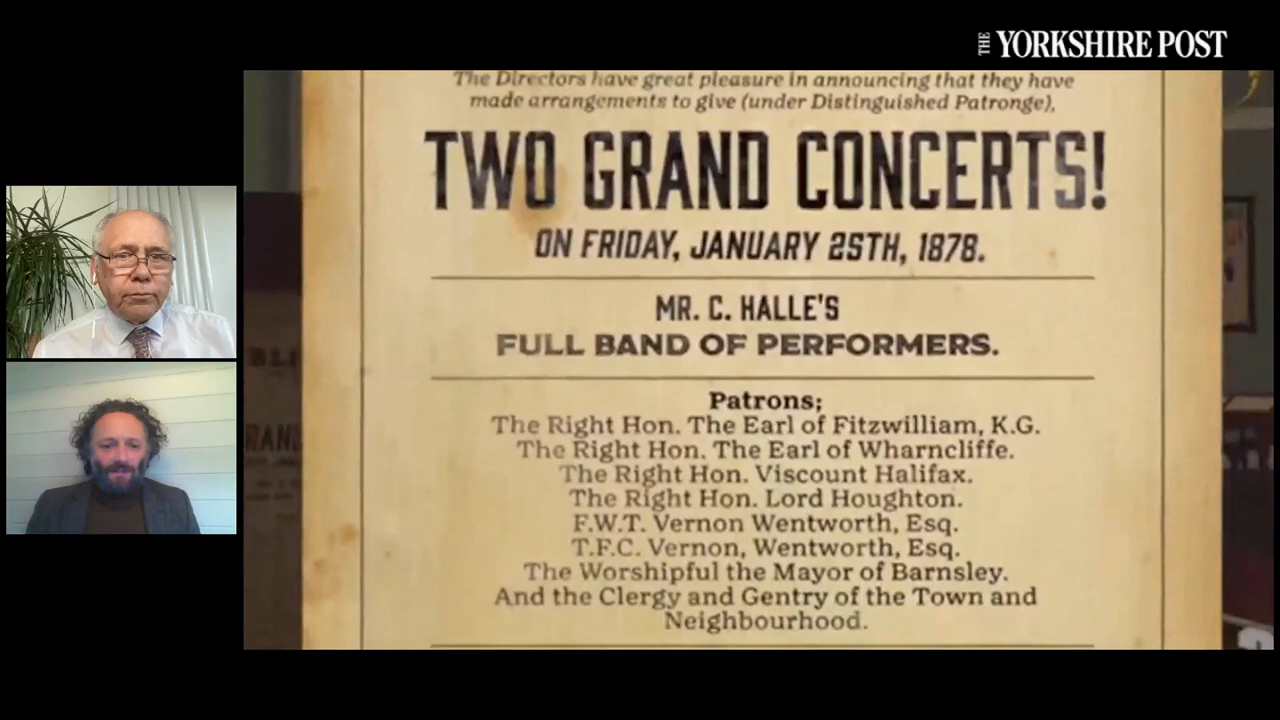 THE YORKSHIRE POST
The Directors have great pleasure in announcing that they have
made arrangements to give (under Distinguished Patronge),
TWO GRAND CONCERTS!
ON FRIDAY, JANUARY 25TH, 1878.
MR. C. HALLE'S
FULL BAND OF PERFORMERS.
Patrons;
The Right Hon. The Earl of Fitzwilliam, K.G.
The Right Hon. The Earl of Wharncliffe.
The Right Hon. Viscount Halifax.
The Right Hon. Lord Houghton.
F.W.T. Vernon Wentworth, Esq.
T.F.C. Vernon, Wentworth, Esq.
The Worshipful the Mayor of Barnsley.
And the Clergy and Gentry of the Town and
Neighbourhood.